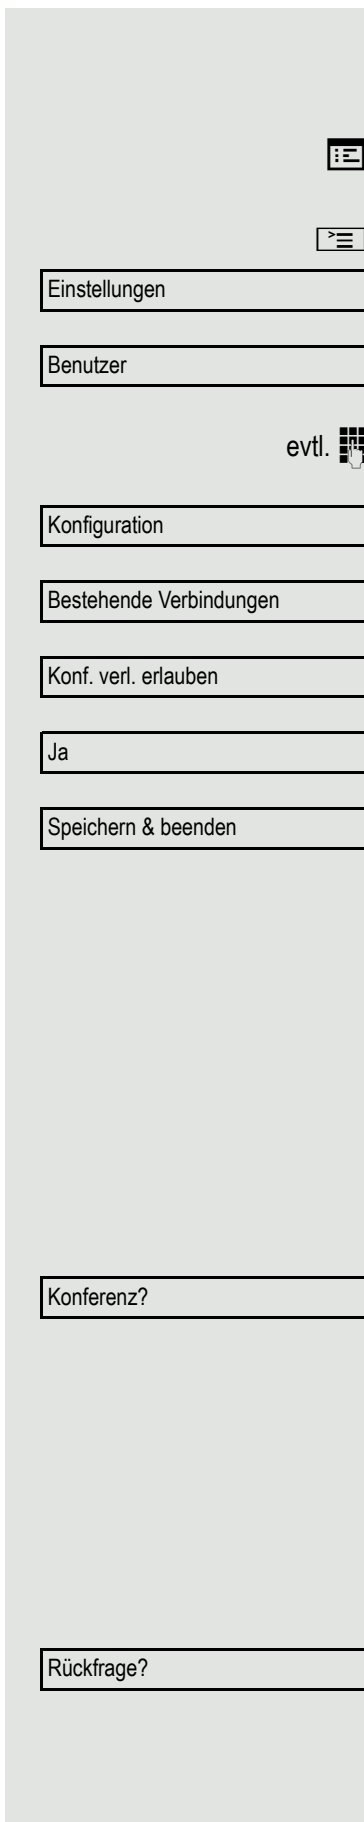 Einstellungen
Benutzer
evtl.
Konfiguration
Bestehende Verbindungen
Konf. verl. erlauben
Ja
Speichern & beenden
Konferenz?
Rückfrage?